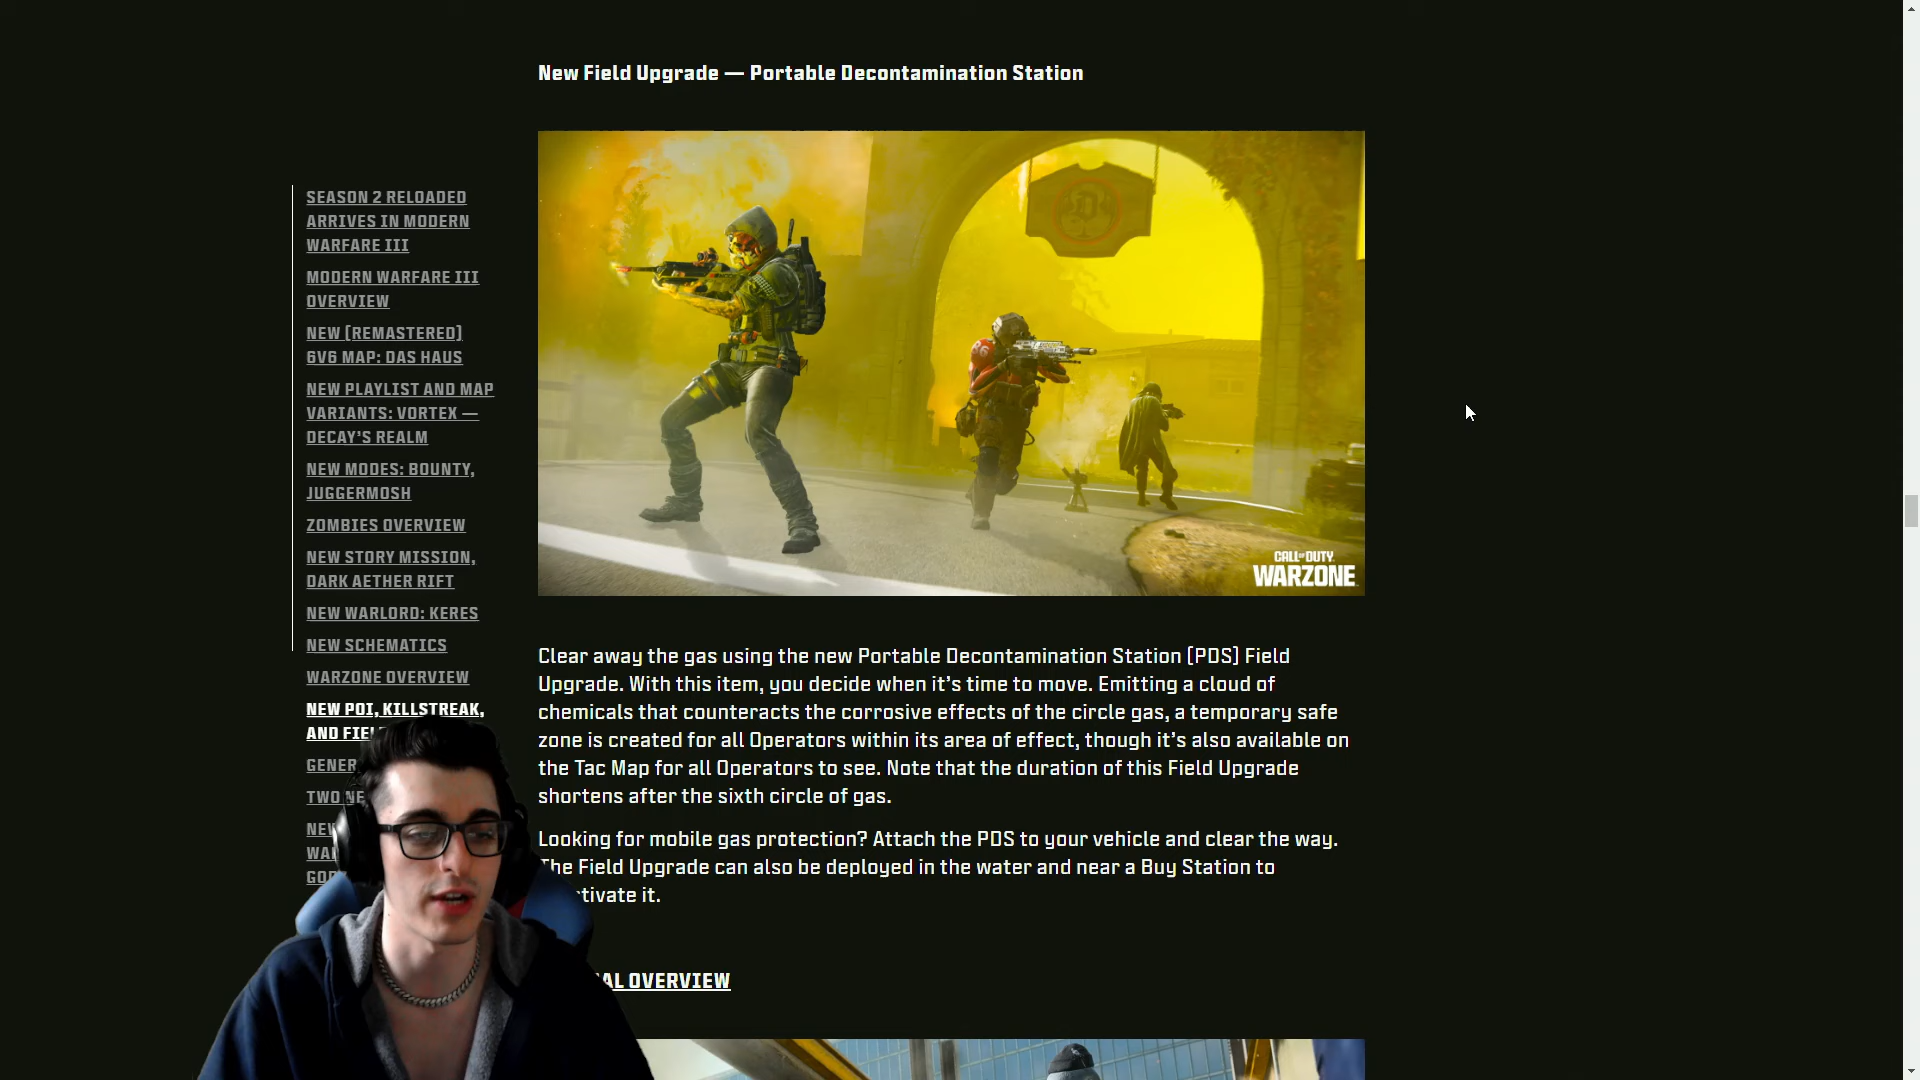 New Field Upgrade — Portable Decontamination Station
SEASON 2 RELOADED
ARRIVES IN MODERN
WARFARE III
MODERN WARFARE III
OVERVIEW
NEW (REMASTERED)
6V6 MAP: DAS HAUS
NEW PLAYLIST AND MAP
VARIANTS: VORTEX —
DECAY'S REALM
NEW MODES: BOUNTY,
JUGGERMOSH
ZOMBIES OVERVIEW
NEW STORY MISSION,
DARK AETHER RIFT
NEW WARLORD: KERES
NEW SCHEMATICS
WARZONE OVERVIEW
NEW POI, KILLSTREAK,
AND FIEL
GENER
TWO NE
NEW
WA
GO
CALL OF DUTY
WARZONE
Clear away the gas using the new Portable Decontamination Station (PDS) Field
Upgrade. With this item, you decide when it's time to move. Emitting a cloud of
chemicals that counteracts the corrosive effects of the circle gas, a temporary safe
zone is created for all Operators within its area of effect, though it's also available on
the Tac Map for all Operators to see. Note that the duration of this Field Upgrade
shortens after the sixth circle of gas.
Looking for mobile gas protection? Attach the PDS to your vehicle and clear the way.
The Field Upgrade can also be deployed in the water and near a Buy Station to
tivate it.
AL OVERVIEW